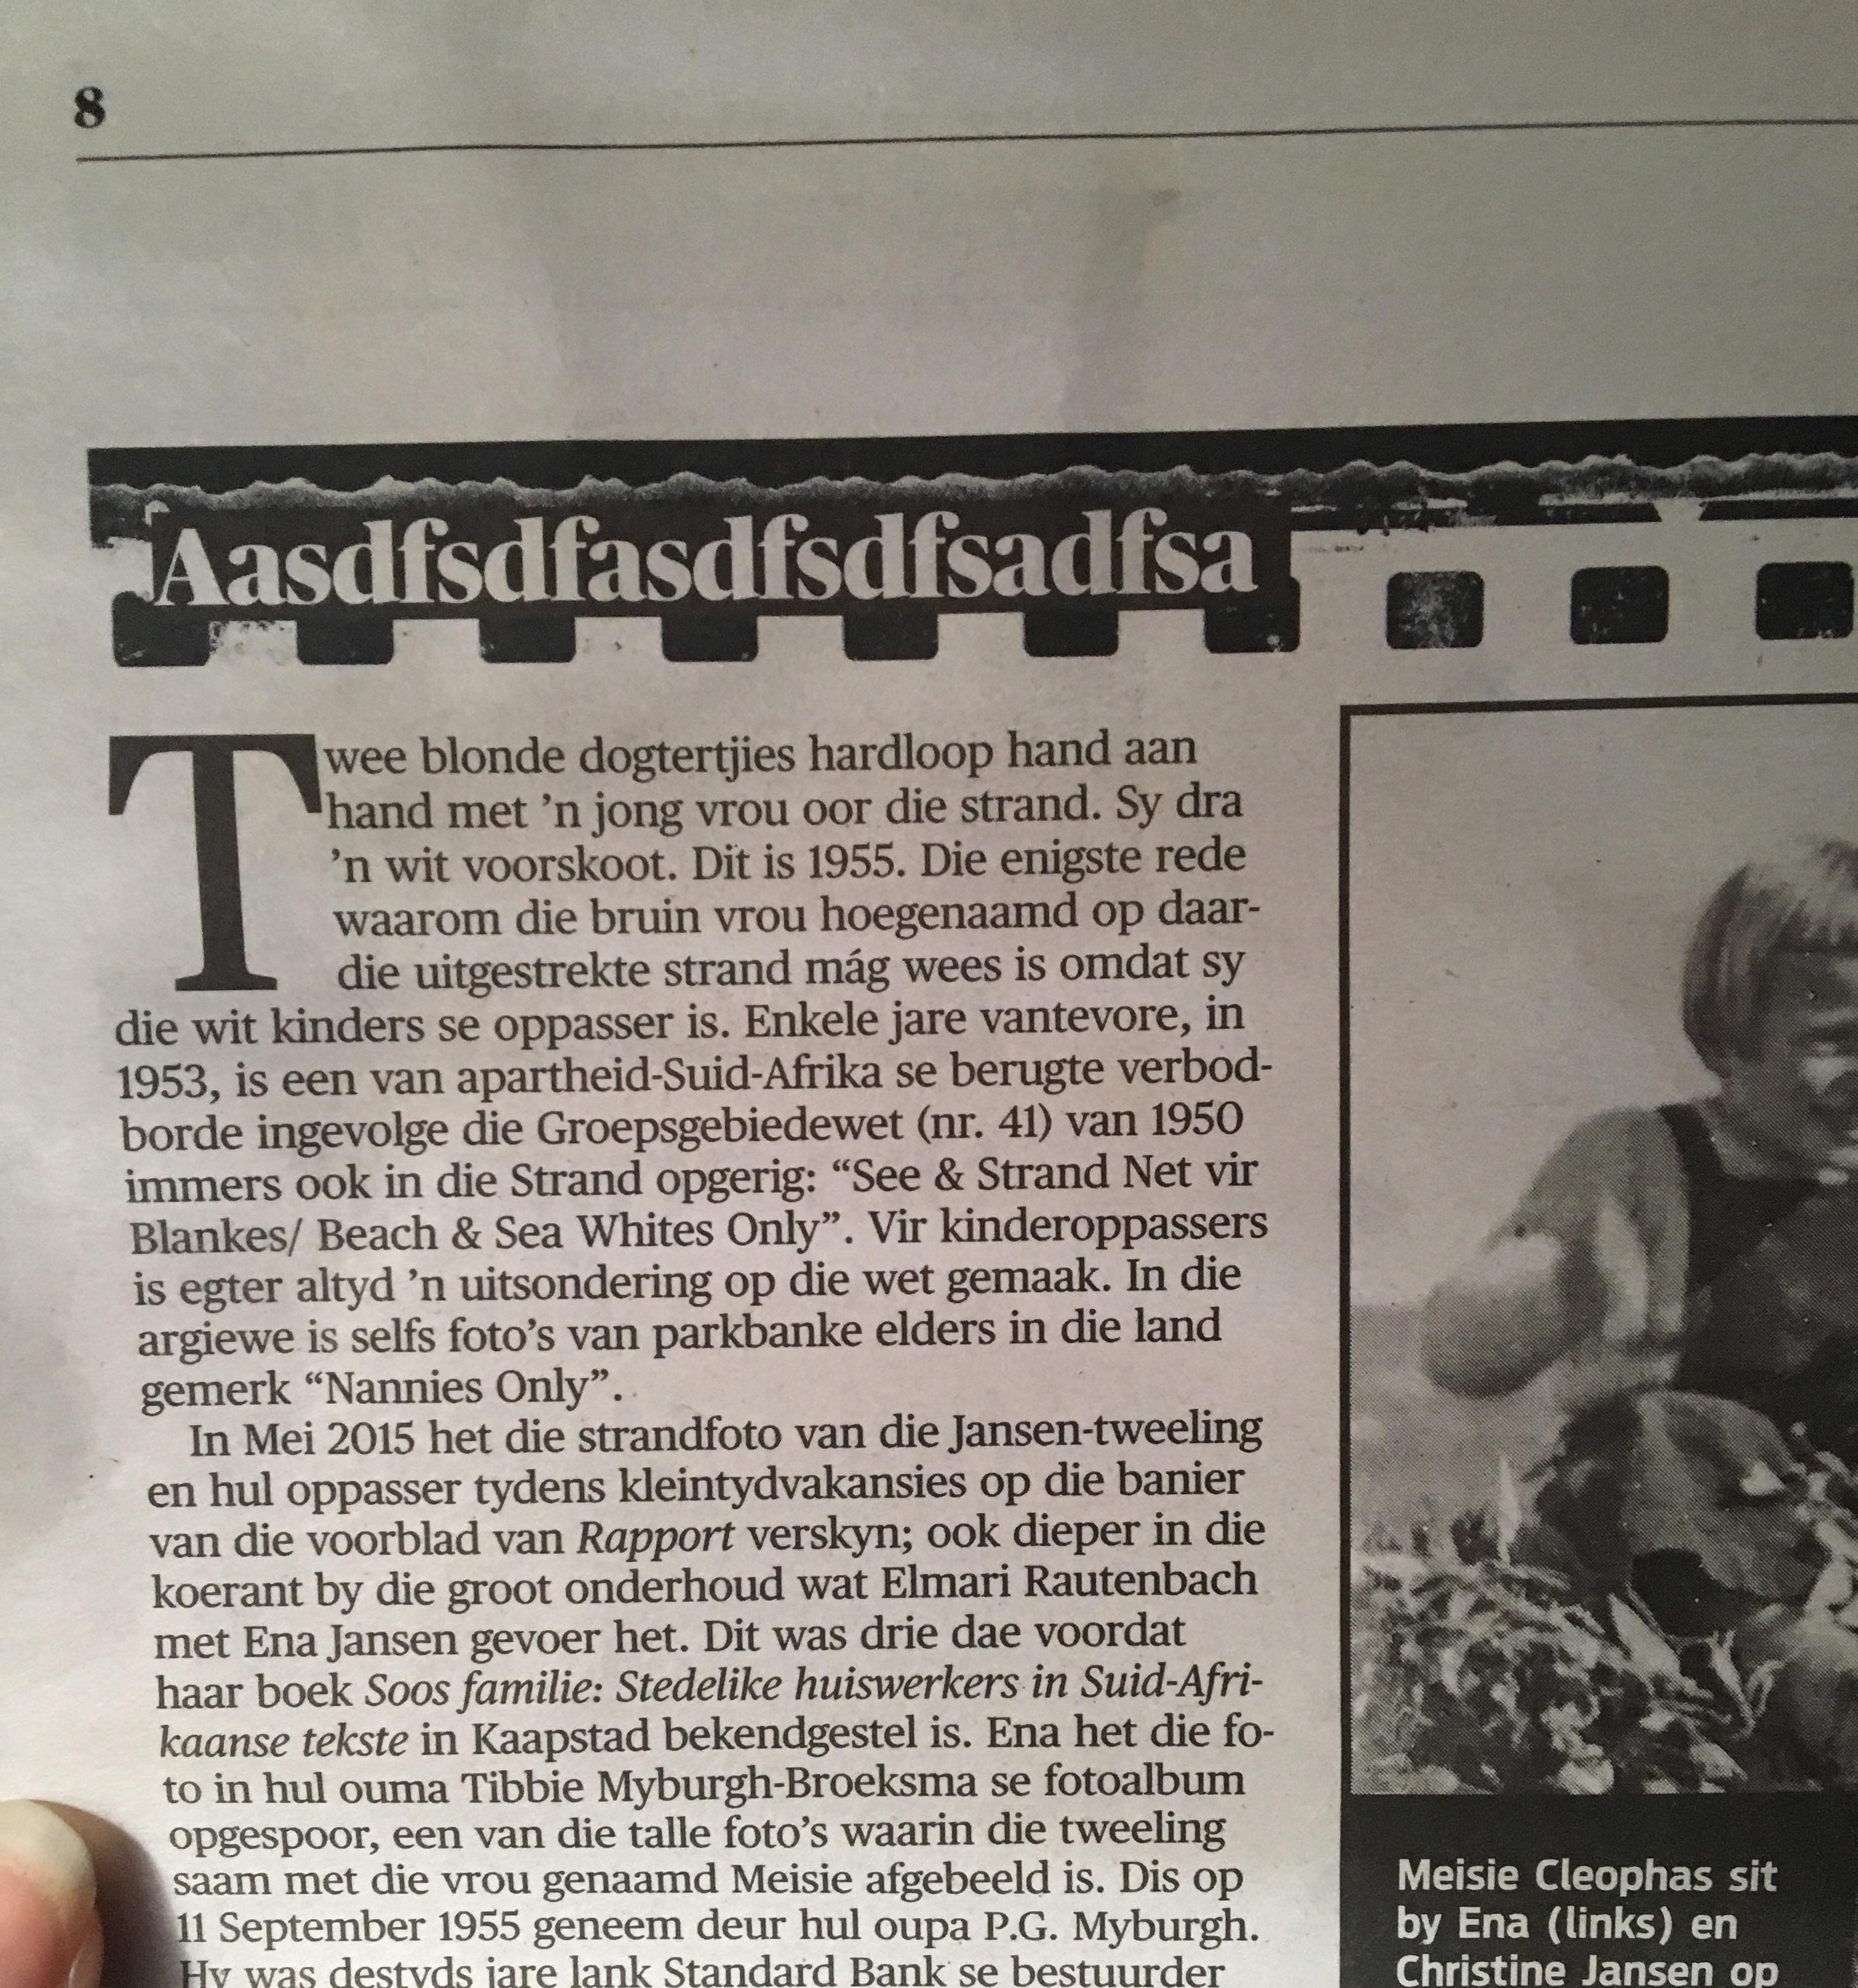 8
Aasdfsdfasdfsdfsadfsa
Twee blonde dogtertjies hardloop hand aan
hand met ’n jong vrou oor die strand. Sy dra
’n wit voorskoot. Dit is 1955. Die enigste rede
waarom die bruin vrou hoegenaamd op daar-
die uitgestrekte strand mág wees is omdat sy
die wit kinders se oppasser is. Enkele jare vantevore, in
1953, is een van apartheid-Suid-Afrika se berugte verbod-
borde ingevolge die Groepsgebiedewet (nr. 41) van 1950
immers ook in die Strand opgerig: “See & Strand Net vir
Blankes/ Beach & Sea Whites Only”. Vir kinderoppassers
is egter altyd ’n uitsondering op die wet gemaak. In die
argiewe is selfs foto’s van parkbanke elders in die land
gemerk “Nannies Only”.
In Mei 2015 het die strandfoto van die Jansen-tweeling
en hul oppasser tydens kleintydvakansies op die banier
van die voorblad van Rapport verskyn; ook dieper in die
koerant by die groot onderhoud wat Elmari Rautenbach
met Ena Jansen gevoer het. Dit was drie dae voordat
haar boek Soos familie: Stedelike huiswerkers in Suid-Afri-
kaanse tekste in Kaapstad bekendgestel is. Ena het die fo-
to in hul ouma Tibbie Myburgh-Broeksma se fotoalbum
opgespoor, een van die talle foto’s waarin die tweeling
saam met die vrou genaamd Meisie afgebeeld is. Dis op
11 September 1955 geneem deur hul oupa P.G. Myburgh.
Hy was destyds jare lank Standard Bank se bestuurder
Meisie Cleophas sit
by Ena (links) en
Christine Jansen op